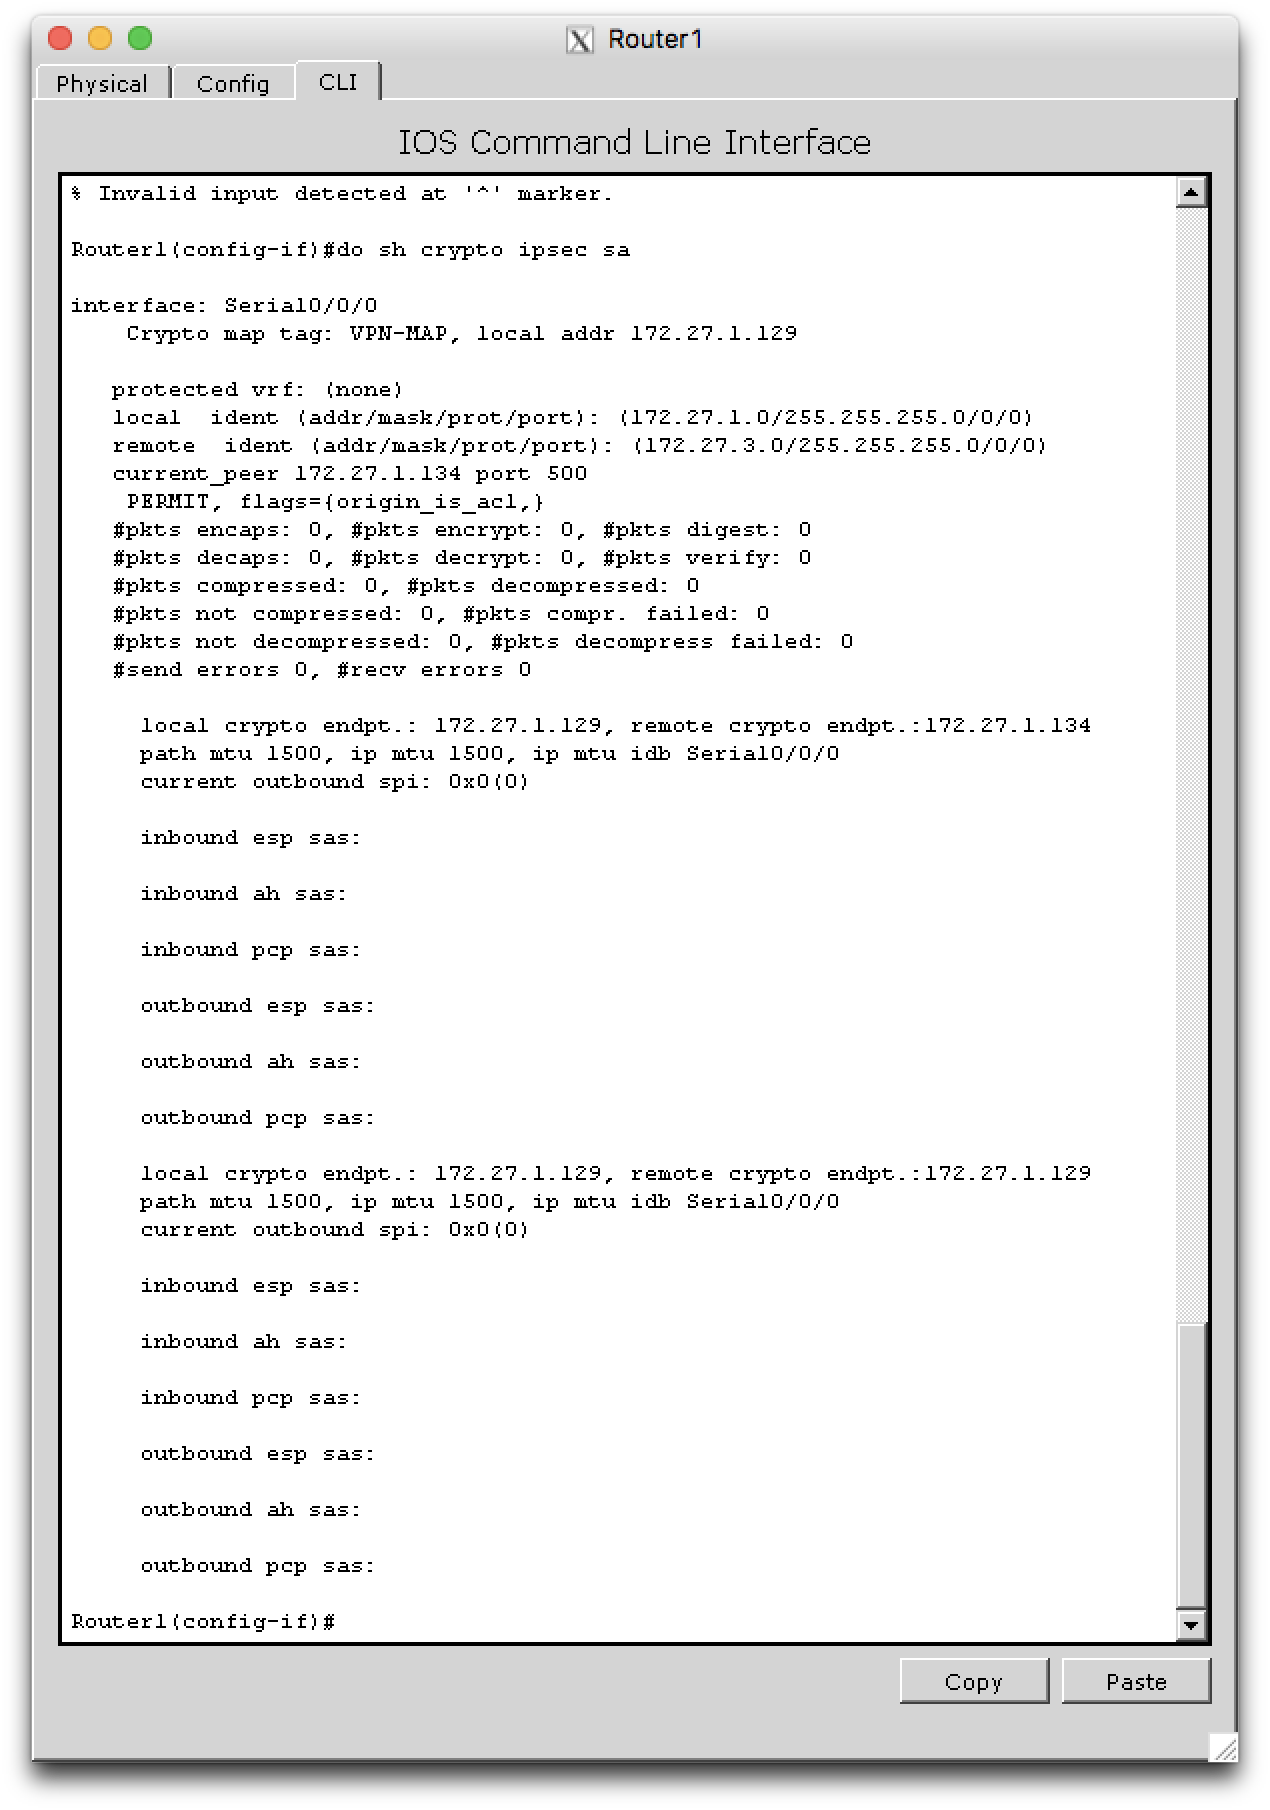 Router1
Physical Config CLI
IOS Command Line Interface
% Invalid input detected at '^' marker.
Router1(config-if)#do sh crypto ipsec sa
interface: Serial0/0/0
Crypto map tag: VPN-MAP, local addr 172.27.1.129
protected vrf: (none)
local  ident (addr/mask/prot/port): (172.27.1.0/255.255.255.0/0/0)
remote  ident (addr/mask/prot/port): (172.27.3.0/255.255.255.0/0/0)
current_peer 172.27.1.134 port 500
PERMIT, flags={origin_is_acl,}
#pkts encaps: 0, #pkts encrypt: 0, #pkts digest: 0
#pkts decaps: 0, #pkts decrypt: 0, #pkts verify: 0
#pkts compressed: 0, #pkts decompressed: 0
#pkts not compressed: 0, #pkts compr. failed: 0
#pkts not decompressed: 0, #pkts decompress failed: 0
#send errors 0, #recv errors 0
local crypto endpt.: 172.27.1.129, remote crypto endpt.:172.27.1.134
path mtu 1500, ip mtu 1500, ip mtu idb Serial0/0/0
current outbound spi: 0x0(0)
inbound esp sas:
inbound ah sas:
inbound pcp sas:
outbound esp sas:
outbound ah sas:
outbound pcp sas:
local crypto endpt.: 172.27.1.129, remote crypto endpt.:172.27.1.129
path mtu 1500, ip mtu 1500, ip mtu idb Serial0/0/0
current outbound spi: 0x0(0)
inbound esp sas:
inbound ah sas:
inbound pcp sas:
outbound esp sas:
outbound ah sas:
outbound pcp sas:
Router1(config-if)#
Copy Paste